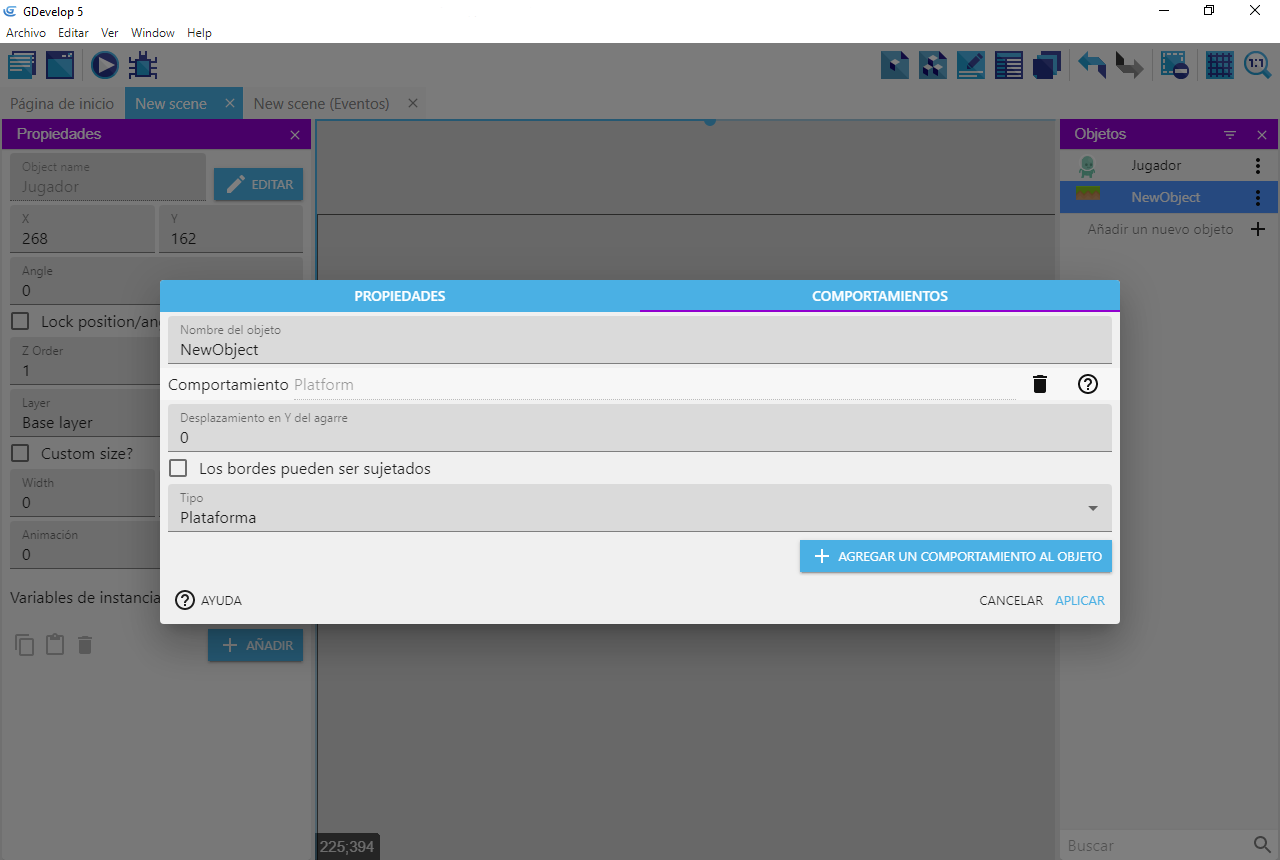 GDevelop 5
Archivo Editar Ver Window Help
1:1
Página de inicio New scene New scene (Eventos)
Propiedades
Objetos
Object name
Jugador
EDITAR
Jugador
NewObject
X
268
Y
162
Añadir un nuevo objeto
Angle
0
PROPIEDADES COMPORTAMIENTOS
Lock position/an
Nombre del objeto
NewObject
Z Order
1
Comportamiento Platform
Layer
Base layer
Desplazamiento en Y del agarre
0
Custom size?
Los bordes pueden ser sujetados
Width
0
Tipo
Plataforma
Animación
0
AGREGAR UN COMPORTAMIENTO AL OBJETO
Variables de instancia
AYUDA
CANCELAR APLICAR
AÑADIR
225;394
Buscar